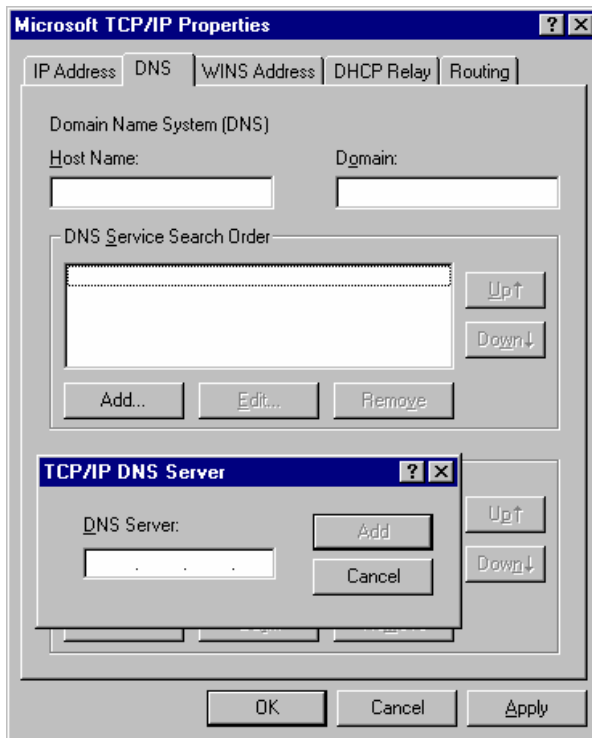 Microsoft TCP/IP Properties
IP Address DNS WINS Address DHCP Relay Routing
Domain Name System (DNS)
Host Name: Domain:
DNS Service Search Order
Up↑
Down↓
Add... Edit... Remove
TCP/IP DNS Server
DNS Server:
. . .
Add
Cancel
Up↑
Down↓
OK Cancel Apply